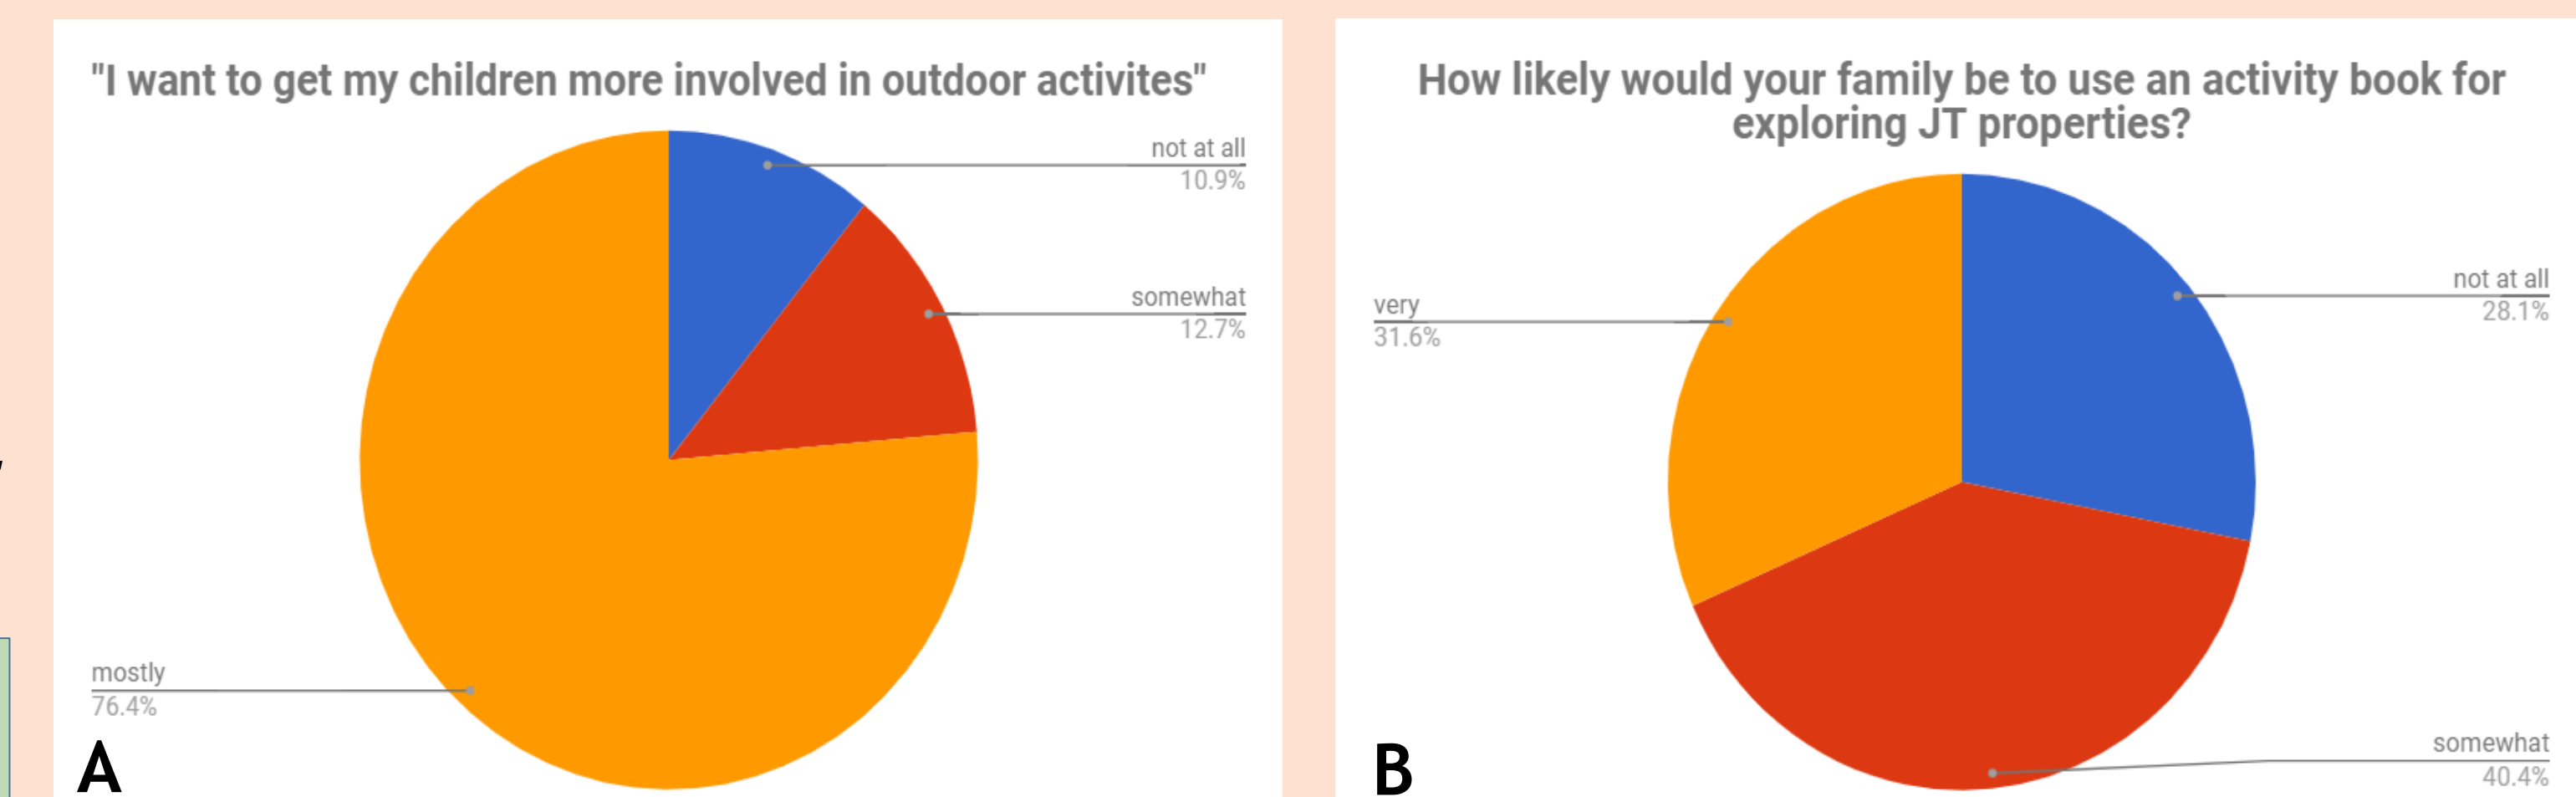 "I want to get my children more involved in outdoor activites"
not at all
10.9%
somewhat
12.7%
mostly
76.4%
A
How likely would your family be to use an activity book for
exploring JT properties?
very
31.6%
not at all
28.1%
somewhat
40.4%
B